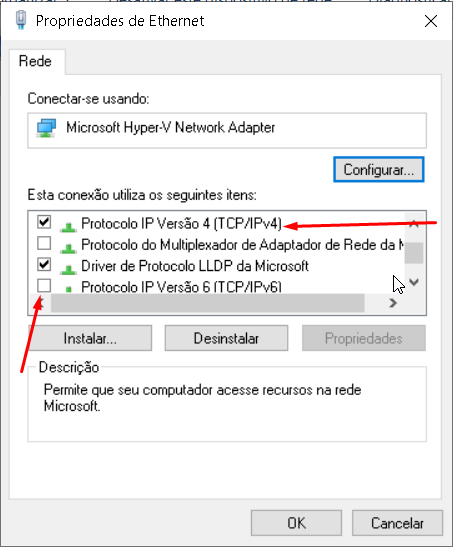 Propriedades de Ethernet
Rede
Conectar-se usando:
Microsoft Hyper-V Network Adapter
Configurar...
Esta conexão utiliza os seguintes itens:
Protocolo IP Versão 4 (TCP/IPv4)
Protocolo do Multiplexador de Adaptador de Rede da
Driver de Protocolo LLDP da Microsoft
Protocolo IP Versão 6 (TCP/IPv6)
Instalar...
Desinstalar
Propriedades
Descrição
Permite que seu computador acesse recursos na rede
Microsoft.
OK
Cancelar